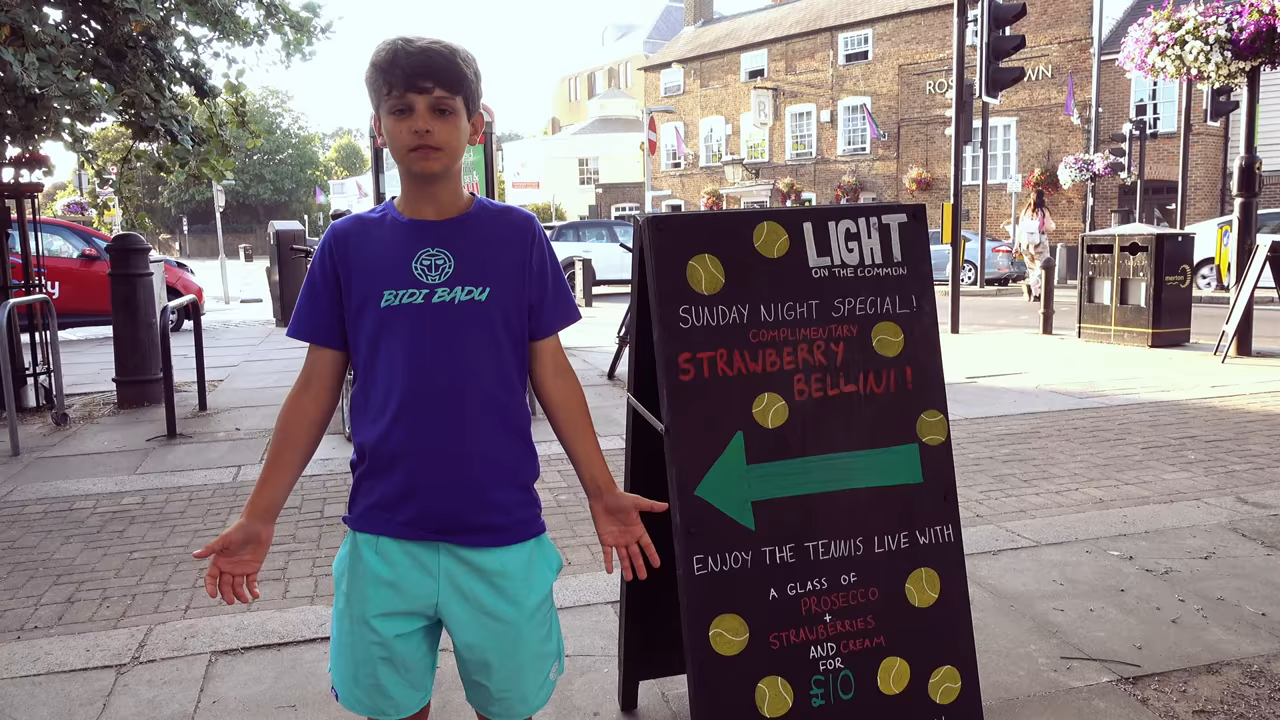 BIDI BADU
LIGHT
ON THE COMMON
SUNDAY NIGHT SPECIAL!
COMPLIMENTARY
STRAWBERRY
BELLINI!
ENJOY THE TENNIS LIVE WITH
A GLASS OF
PROSECCO
+
STRAWBERRIES
AND CREAM
FOR
£10
R
merton